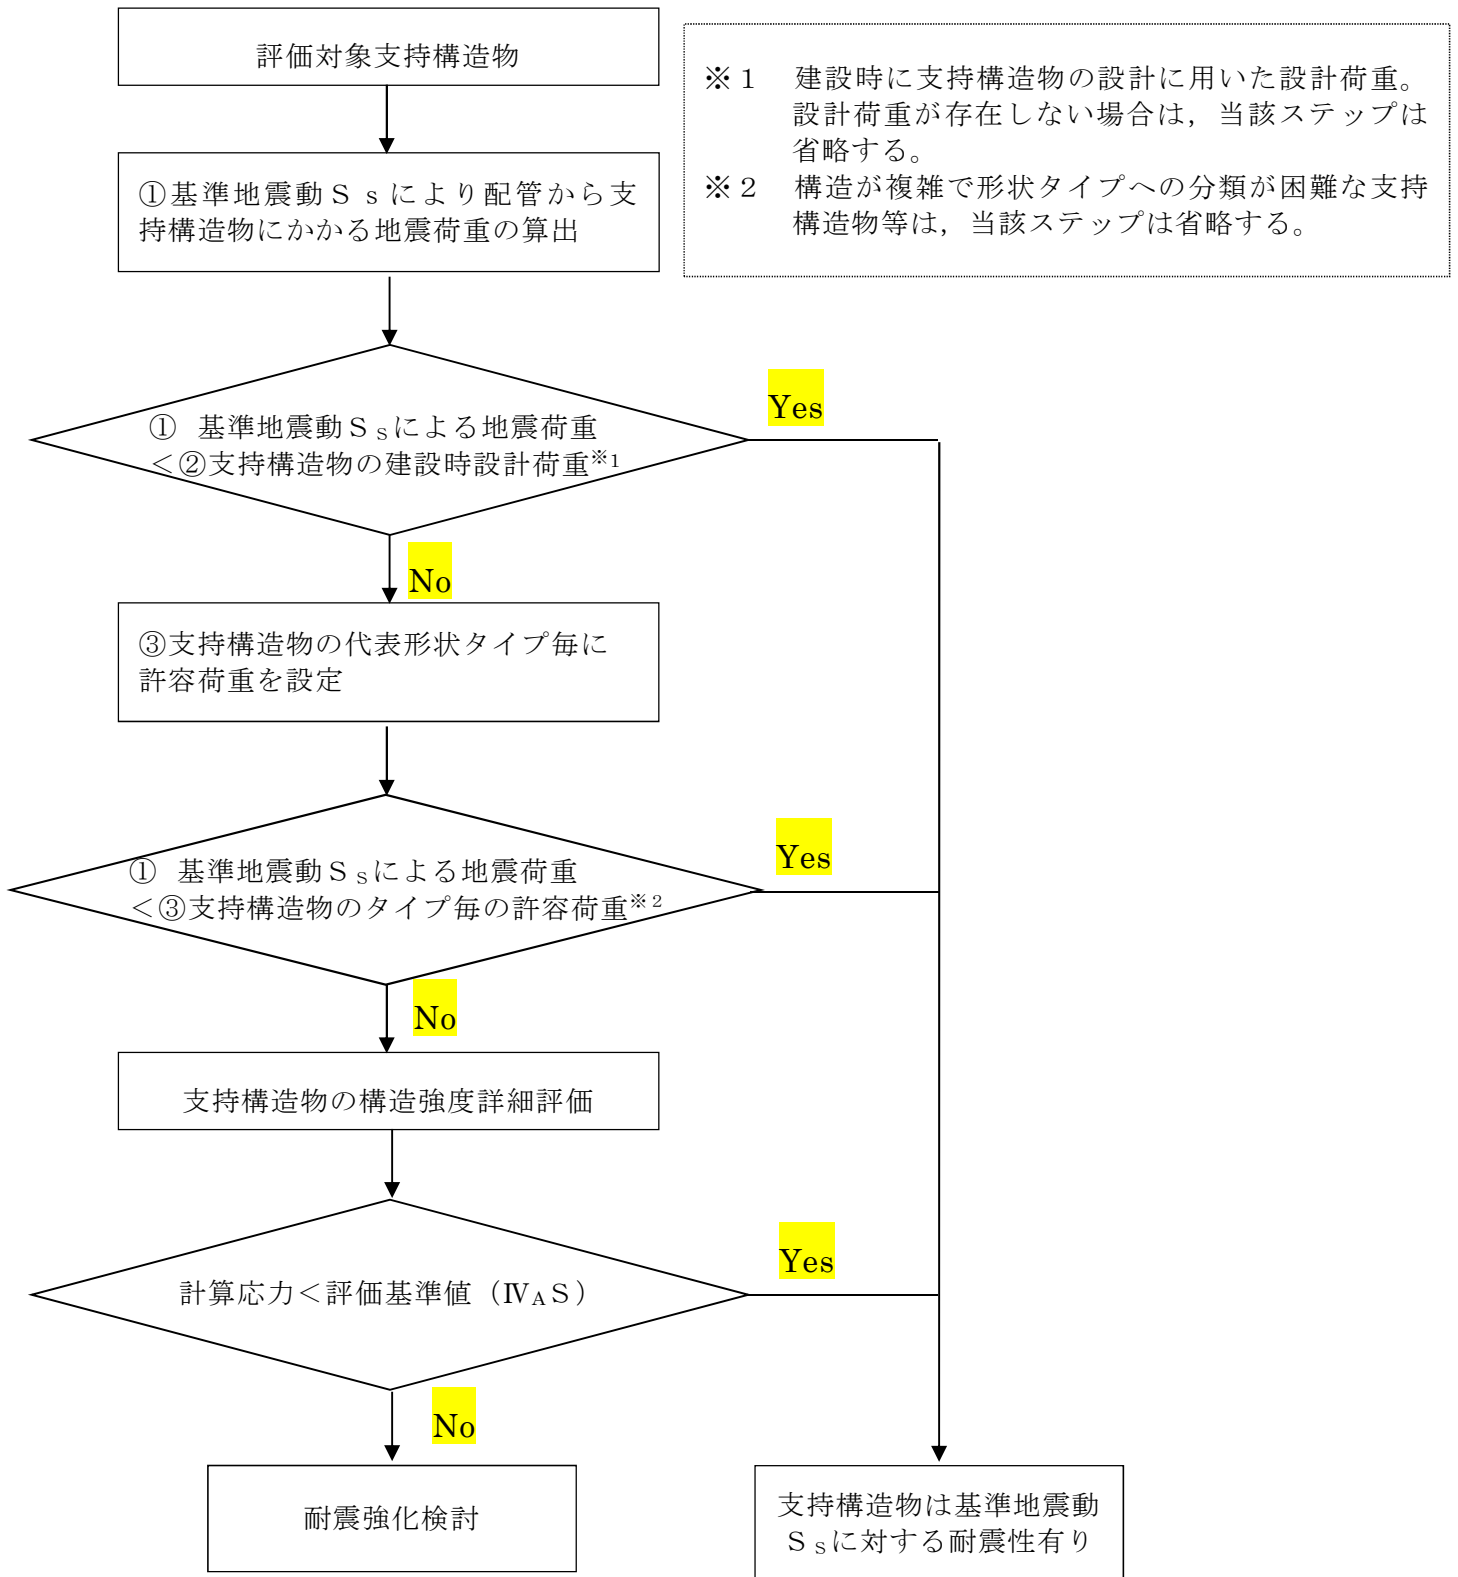 評価対象支持構造物
※１　建設時に支持構造物の設計に用いた設計荷重。
設計荷重が存在しない場合は，当該ステップは
省略する。
※２　構造が複雑で形状タイプへの分類が困難な支持
構造物等は，当該ステップは省略する。
①基準地震動Ｓｓにより配管から支
持構造物にかかる地震荷重の算出
①　基準地震動Ｓsによる地震荷重
＜②支持構造物の建設時設計荷重※1
Yes
No
③支持構造物の代表形状タイプ毎に
許容荷重を設定
①　基準地震動Ｓsによる地震荷重
＜③支持構造物のタイプ毎の許容荷重※2
Yes
No
支持構造物の構造強度詳細評価
計算応力＜評価基準値（ⅣAＳ）
Yes
No
耐震強化検討
支持構造物は基準地震動
Ｓsに対する耐震性有り